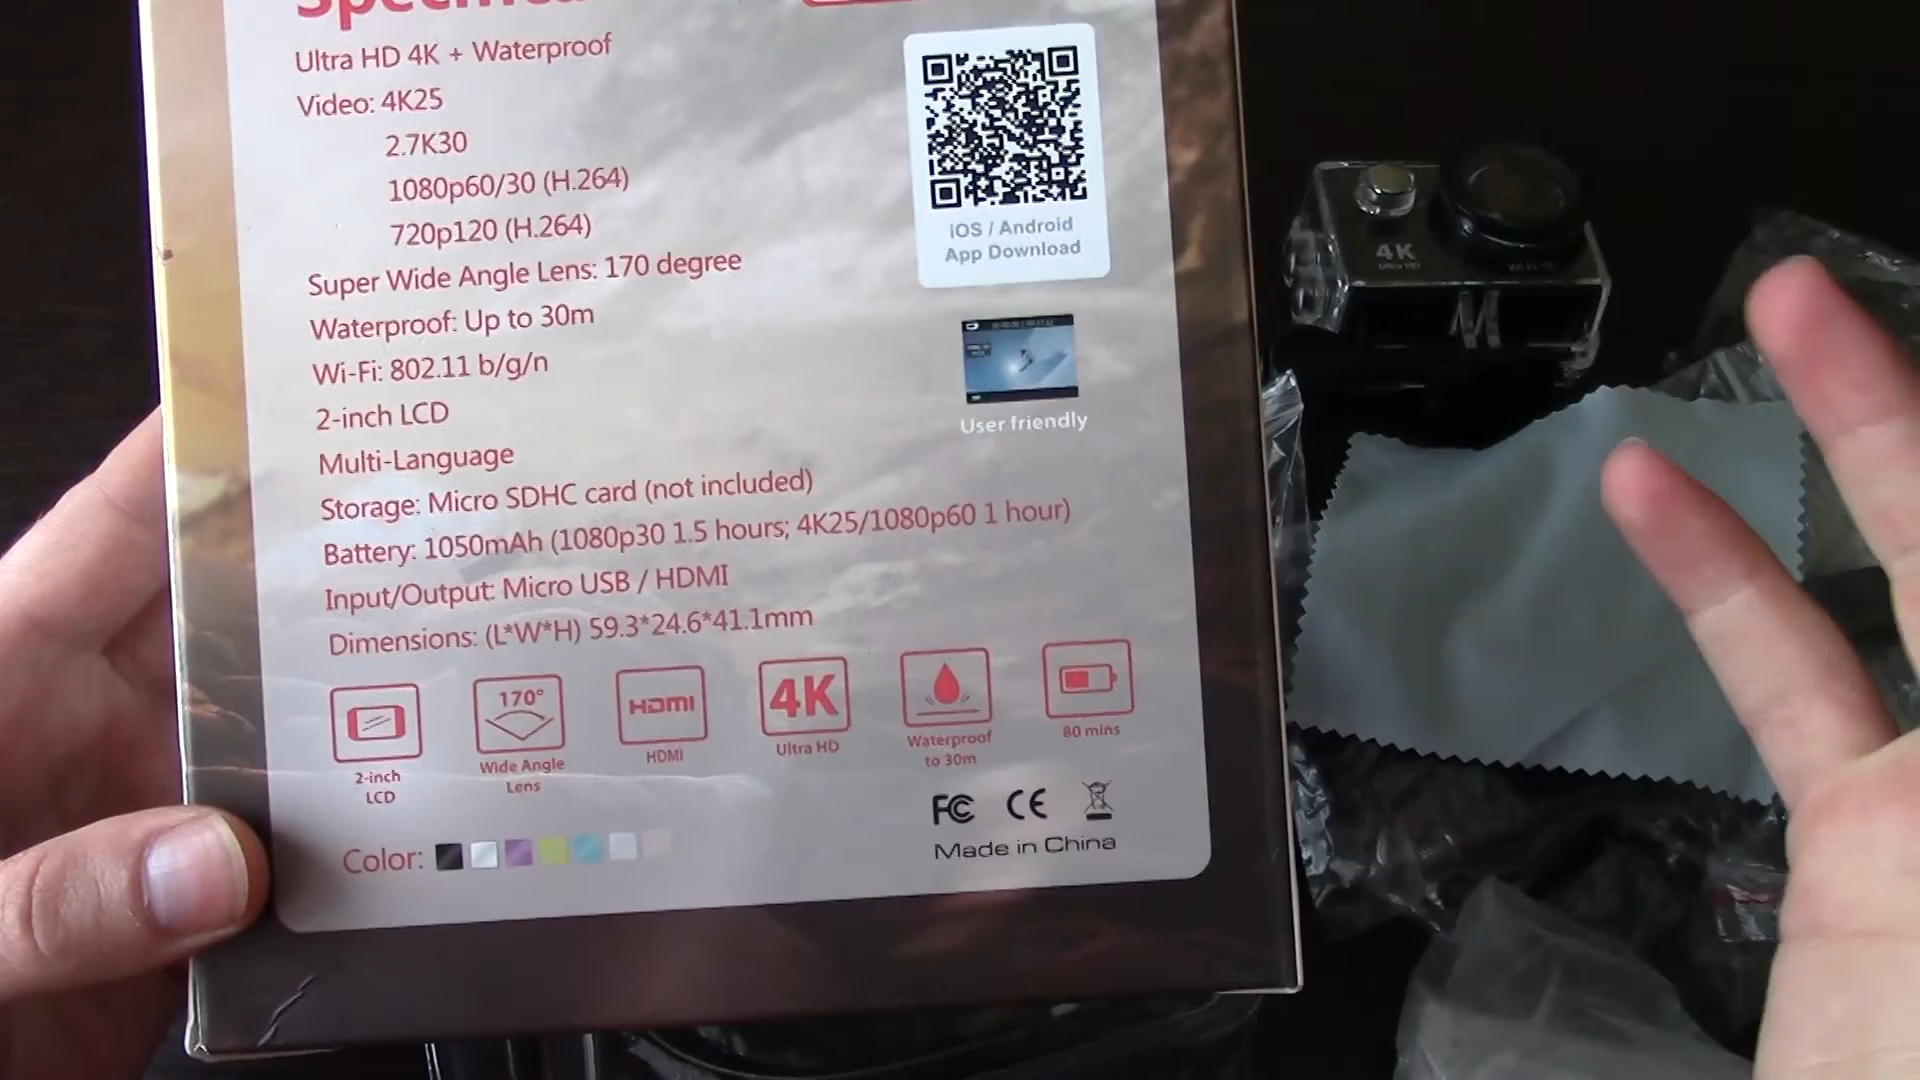 Ultra HD 4K + Waterproof
Video: 4K25
2.7K30
1080p60/30 (H.264)
720p120 (H.264)
Super Wide Angle Lens: 170 degree
Waterproof: Up to 30m
Wi-Fi: 802.11 b/g/n
2-inch LCD
Multi-Language
Storage: Micro SDHC card (not included)
Battery: 1050mAh (1080p30 1.5 hours; 4K25/1080p60 1 hour)
Input/Output: Micro USB / HDMI
Dimensions: (L*W*H) 59.3*24.6*41.1mm
iOS / Android
App Download
User friendly
2-inch
LCD
170°
Wide Angle
Lens
HDMI
HDMI
4K
Ultra HD
Waterproof
to 30m
80 mins
Color:
FC CE
Made in China
4K
Ultra HD